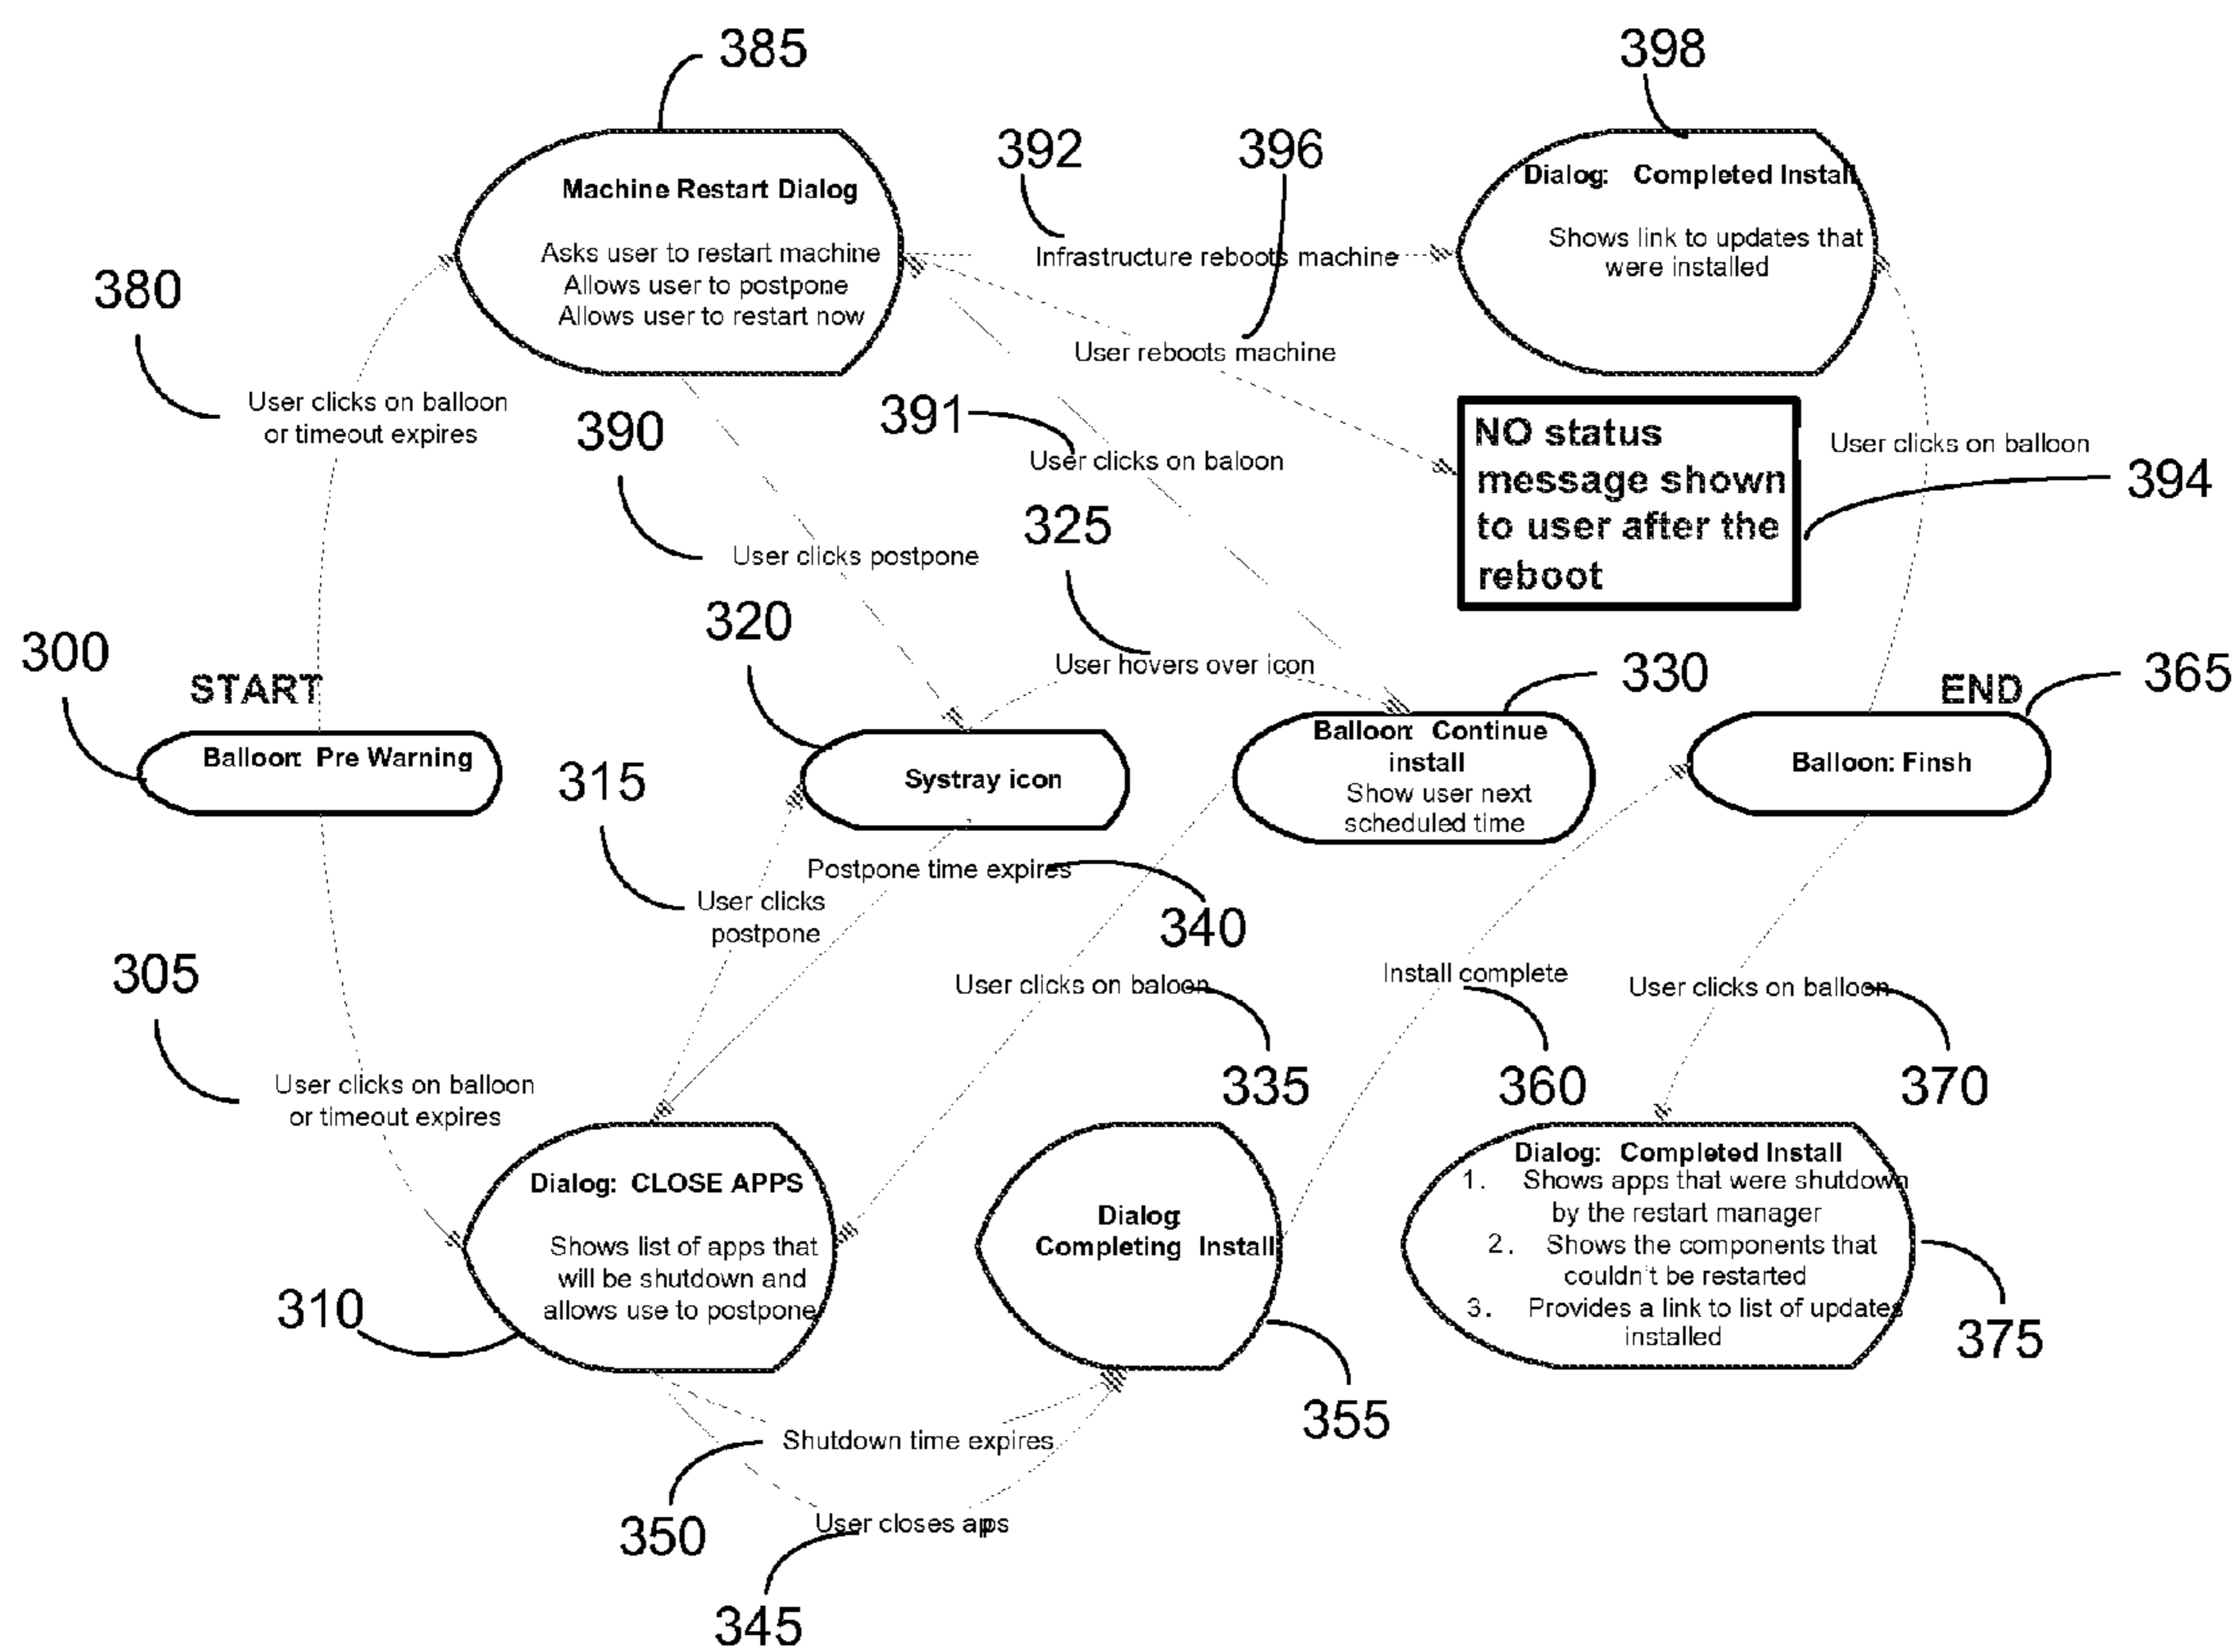 385
398
392
396
Machine Restart Dialog
Asks user to restart machine
Allows user to postpone
Allows user to restart now
Infrastructure reboots machine
Dialog: Completed Install
Shows link to updates that
were installed
380
User clicks on balloon
or timeout expires
User reboots machine
390
391
User clicks on baloon
NO status
message shown
to user after the
reboot
User clicks on balloon
394
325
User clicks postpone
320
User hovers over icon
300
START
330
END
365
Balloon: Pre Warning
Systray icon
Balloon: Continue
install
Show user next
scheduled time
Balloon: Finsh
315
Postpone time expires
340
User clicks
postpone
305
User clicks on baloon
335
Install complete
360
User clicks on balloon
370
User clicks on balloon
or timeout expires
Dialog: CLOSE APPS
Shows list of apps that
will be shutdown and
allows use to postpone
310
Dialog:
Completing Install
355
Dialog: Completed Install
1. Shows apps that were shutdown
by the restart manager
2. Shows the components that
couldn't be restarted
3. Provides a link to list of updates
installed
375
Shutdown time expires
350
User closes apps
345